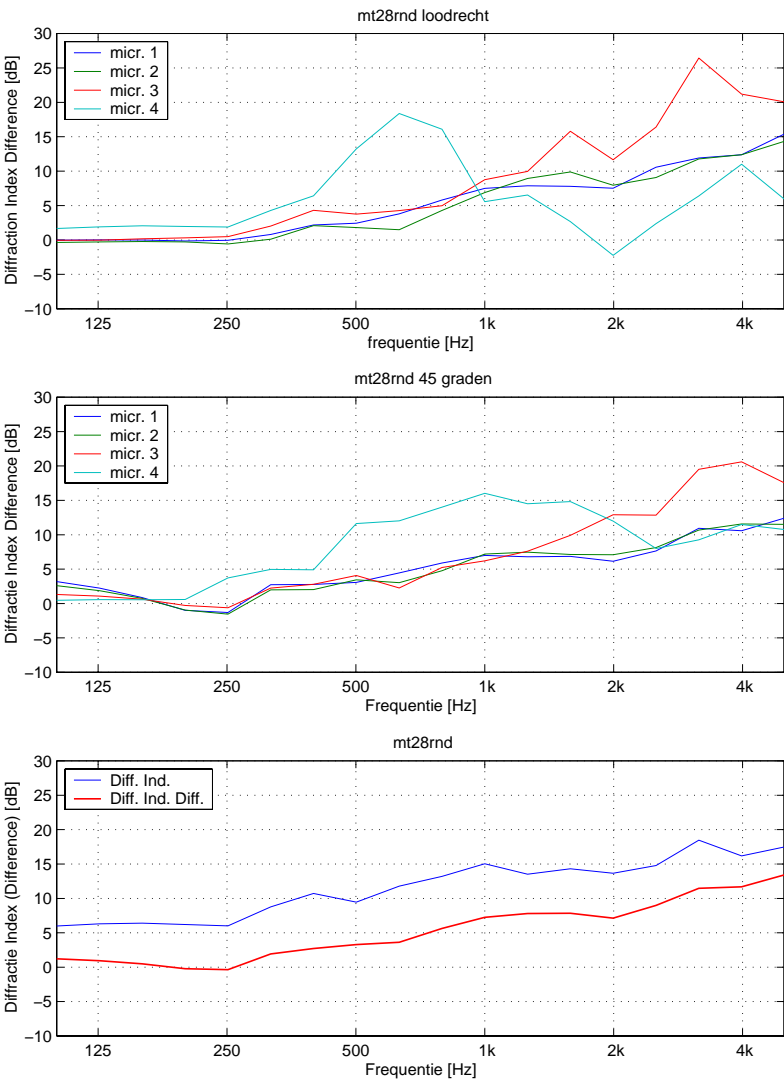 mt28rnd loodrecht
Diffraction Index Difference [dB]
30
25
20
15
10
5
0
−5
−10
micr. 1
micr. 2
micr. 3
micr. 4
125 250 500 1k 2k 4k
frequentie [Hz]
mt28rnd 45 graden
Diffractie Index Difference [dB]
30
25
20
15
10
5
0
−5
−10
micr. 1
micr. 2
micr. 3
micr. 4
125 250 500 1k 2k 4k
Frequentie [Hz]
mt28rnd
Diffractie Index (Difference) [dB]
30
25
20
15
10
5
0
−5
−10
Diff. Ind.
Diff. Ind. Diff.
125 250 500 1k 2k 4k
Frequentie [Hz]